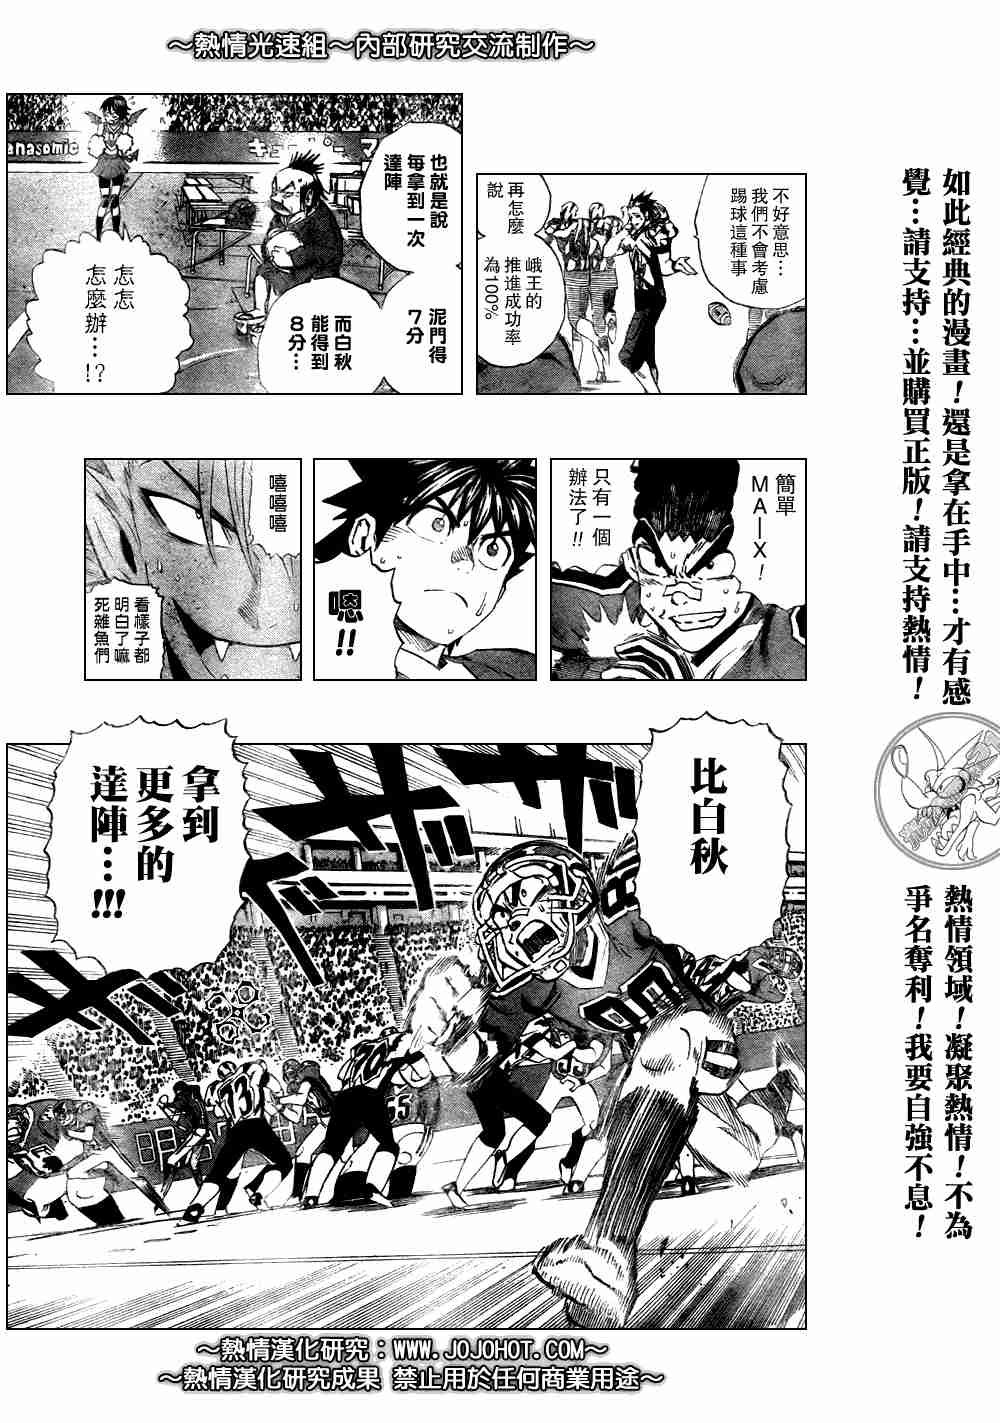 ～熱情光速組～內部研究交流制作～
不好意思…
我們不會考慮
踢球這種事
再怎麼
說
峨王的
推進成功率
為100%
也就是說
每拿到一次
達陣
泥門得
7分
而白秋
能得到
8分…
怎怎
怎麼辦…
!?
anasonic
簡單
MA—X!
只有一個
辦法了!!
嗯!!
嘻嘻嘻
看樣子都
明白了嘛
死雜魚們
比白秋
拿到
更多的
達陣…!!!
ザザザザ
73
55
如此經典的漫畫！還是拿在手中…才有感
覺…請支持…並購買正版！請支持熱情！
熱情領域！凝聚熱情！不為
爭名奪利！我要自強不息！
～熱情漢化研究：WWW.JOJOHOT.COM～
～熱情漢化研究成果 禁止用於任何商業用途～